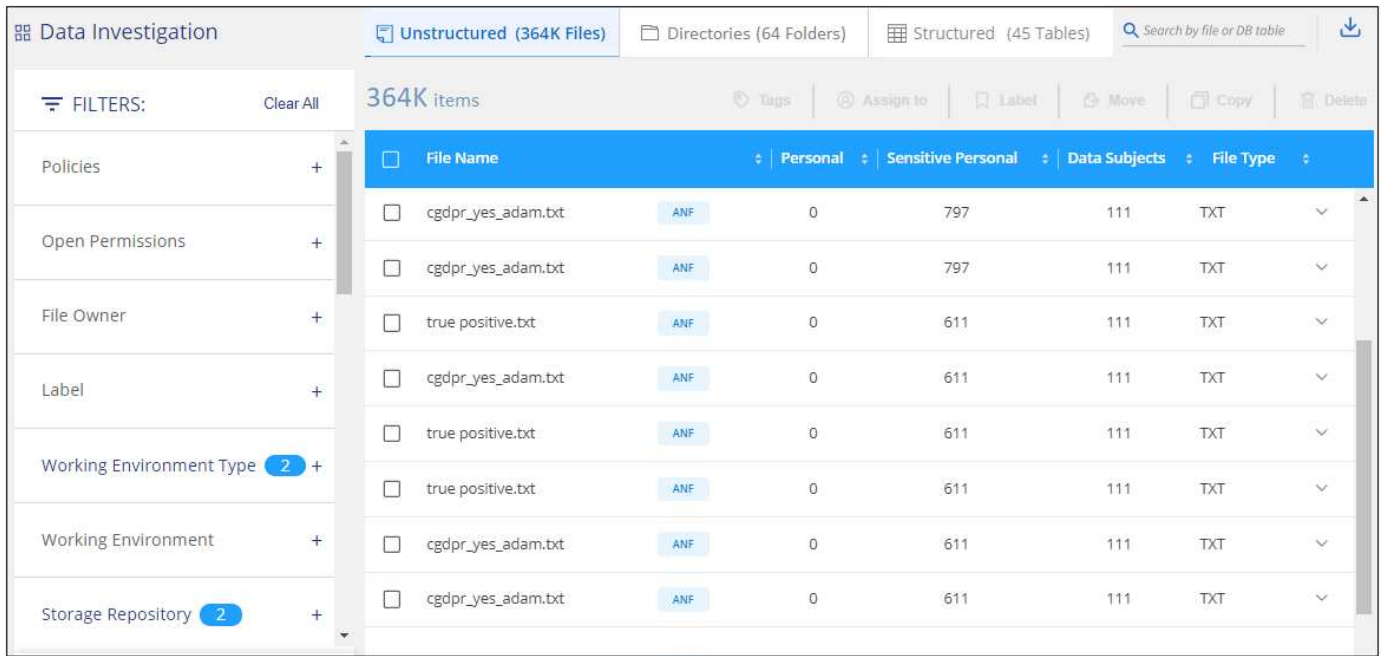 Data Investigation
Unstructured (364K Files)
Directories (64 Folders)
Structured (45 Tables)
Search by file or DB table
FILTERS: Clear All
364K items
Tags Assign to Label Move Copy Delete
Policies +
Open Permissions +
File Owner +
Label +
Working Environment Type 2 +
Working Environment +
Storage Repository 2 +
File Name Personal Sensitive Personal Data Subjects File Type
cgdpr_yes_adam.txt ANF 0 797 111 TXT
cgdpr_yes_adam.txt ANF 0 797 111 TXT
true positive.txt ANF 0 611 111 TXT
cgdpr_yes_adam.txt ANF 0 611 111 TXT
true positive.txt ANF 0 611 111 TXT
true positive.txt ANF 0 611 111 TXT
cgdpr_yes_adam.txt ANF 0 611 111 TXT
cgdpr_yes_adam.txt ANF 0 611 111 TXT